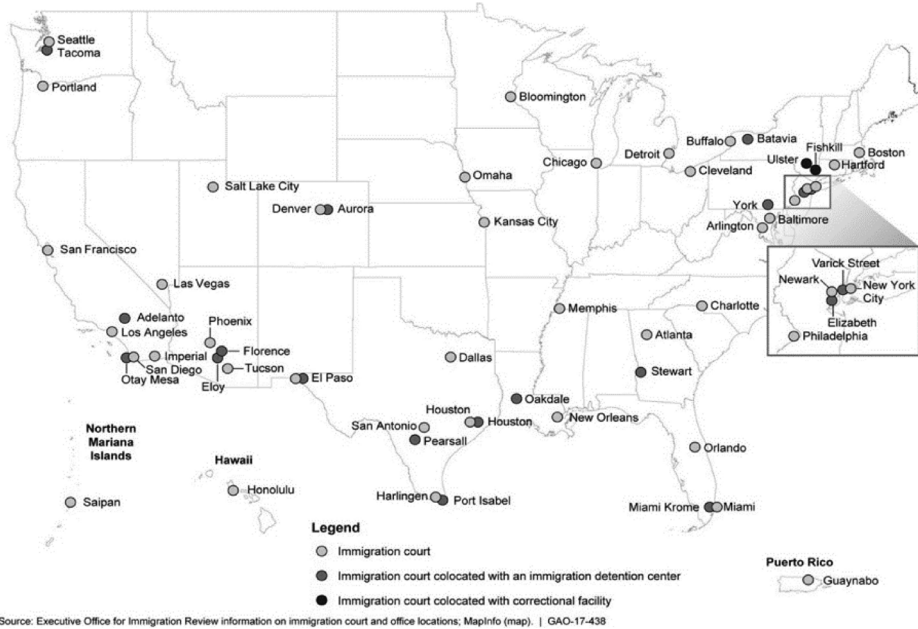 Seattle
Tacoma
Portland
Bloomington
Buffalo
Batavia
Fishkill
Ulster
Boston
Hartford
Detroit
Chicago
Cleveland
Omaha
Salt Lake City
Denver
Aurora
York
Baltimore
Arlington
Kansas City
San Francisco
Las Vegas
Varick Street
Newark
New York
City
Elizabeth
Philadelphia
Adelanto
Los Angeles
Phoenix
Memphis
Charlotte
Imperial
San Diego
Otay Mesa
Florence
Tucson
Eloy
El Paso
Dallas
Atlanta
Stewart
Oakdale
New Orleans
Houston
Houston
San Antonio
Pearsall
Orlando
Northern
Mariana
Islands
Saipan
Hawaii
Honolulu
Harlingen
Port Isabel
Miami Krome
Miami
Legend
Immigration court
Immigration court colocated with an immigration detention center
Immigration court colocated with correctional facility
Puerto Rico
Guaynabo
Source: Executive Office for Immigration Review information on immigration court and office locations; MapInfo (map). | GAO-17-438